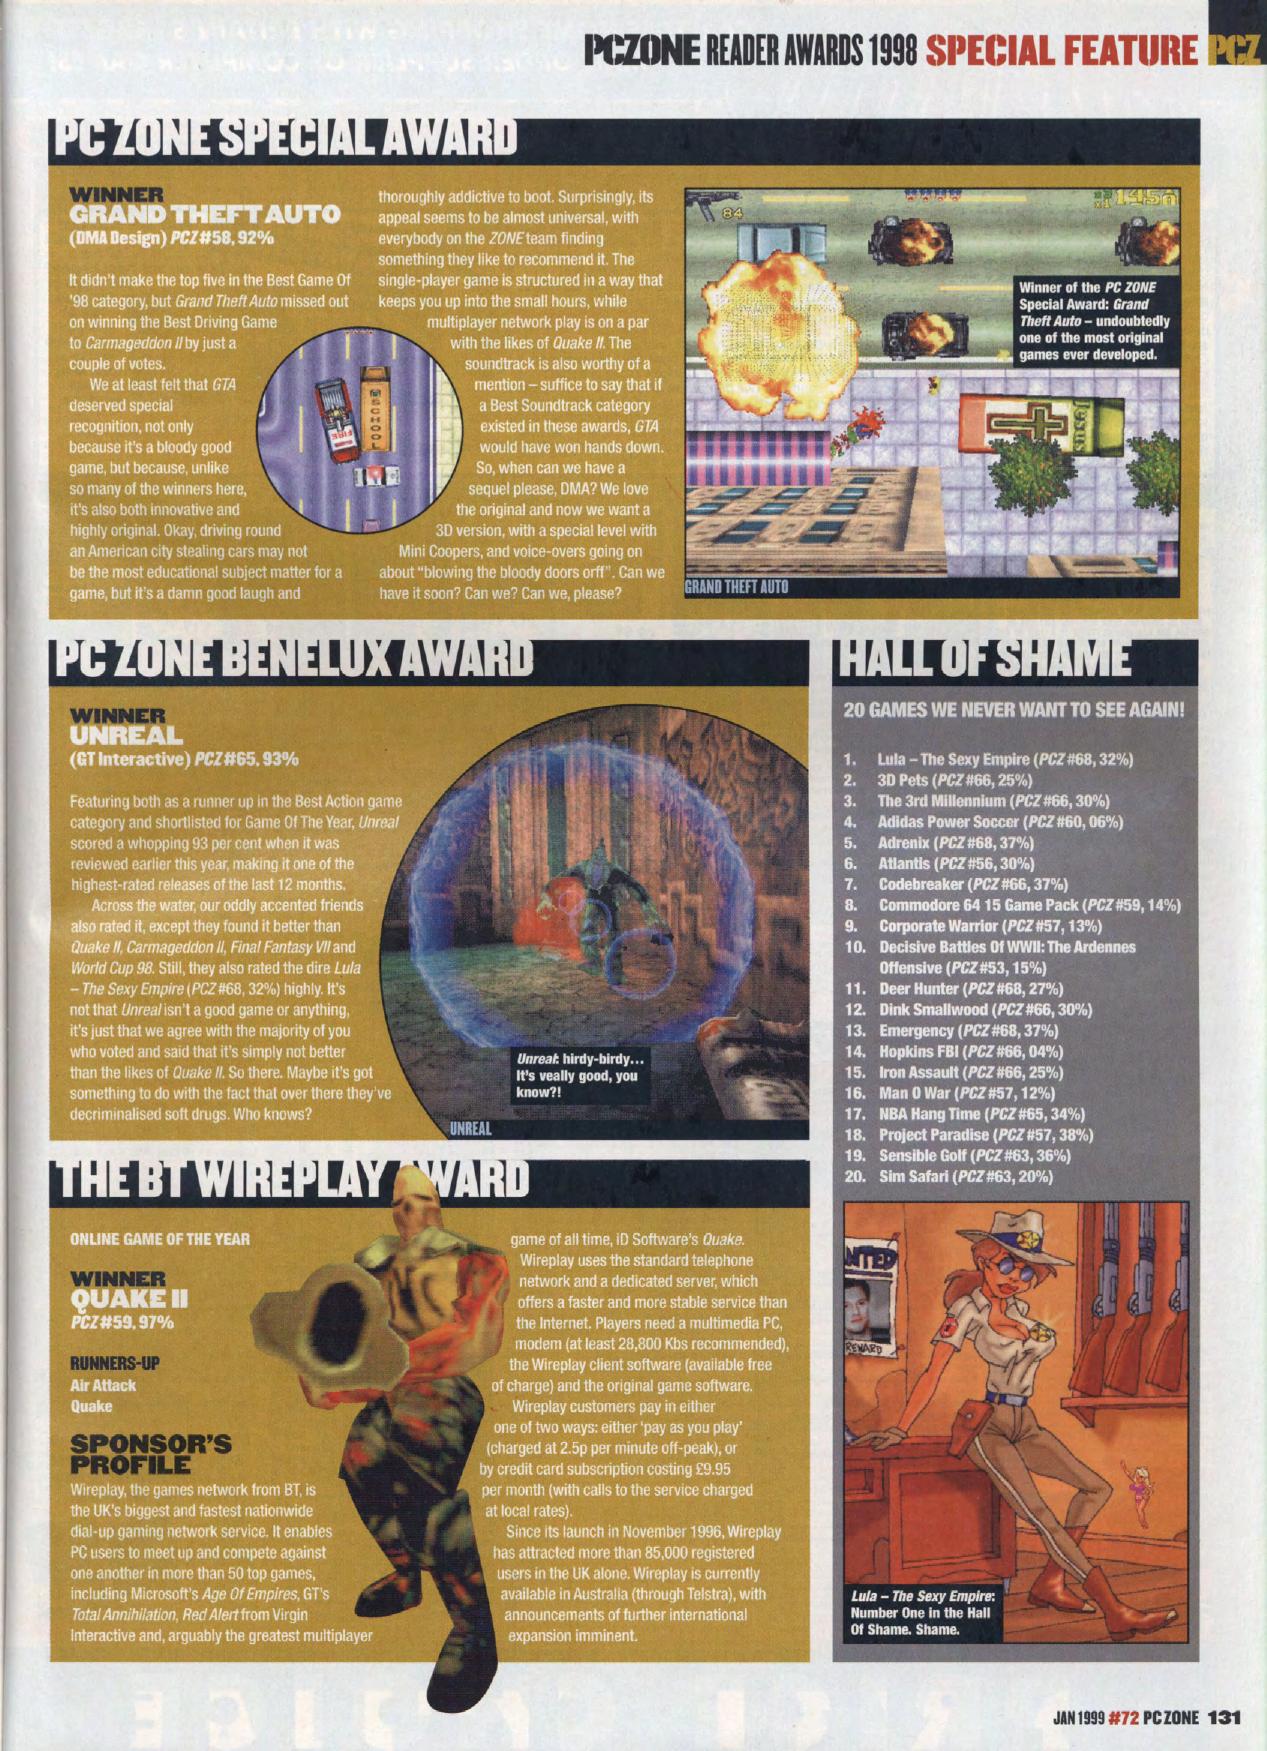 PCZONE READER AWARDS 1998 SPECIAL FEATURE PCZ
PC ZONE SPECIAL AWARD
WINNER
GRAND THEFT AUTO
(DMA Design) PCZ #58, 92%
It didn't make the top five in the Best Game Of
'98 category, but Grand Theft Auto missed out
on winning the Best Driving Game
to Carmageddon II by just a
couple of votes.
We at least felt that GTA
deserved special
recognition, not only
because it's a bloody good
game, but because, unlike
so many of the winners here,
it's also both innovative and
highly original. Okay, driving round
an American city stealing cars may not
be the most educational subject matter for a
game, but it's a damn good laugh and
thoroughly addictive to boot. Surprisingly, its
appeal seems to be almost universal, with
everybody on the ZONE team finding
something they like to recommend it. The
single-player game is structured in a way that
keeps you up into the small hours, while
multiplayer network play is on a par
with the likes of Quake II. The
soundtrack is also worthy of a
mention – suffice to say that if
a Best Soundtrack category
existed in these awards, GTA
would have won hands down.
So, when can we have a
sequel please, DMA? We love
the original and now we want a
3D version, with a special level with
Mini Coopers, and voice-overs going on
about "blowing the bloody doors orff". Can we
have it soon? Can we? Can we, please?
SCHOOL
FIRE
84
Winner of the PC ZONE
Special Award: Grand
Theft Auto – undoubtedly
one of the most original
games ever developed.
Jesus
GRAND THEFT AUTO
PC ZONE BENELUX AWARD
WINNER
UNREAL
(GT Interactive) PCZ #65, 93%
Featuring both as a runner up in the Best Action game
category and shortlisted for Game Of The Year, Unreal
scored a whopping 93 per cent when it was
reviewed earlier this year, making it one of the
highest-rated releases of the last 12 months.
Across the water, our oddly accented friends
also rated it, except they found it better than
Quake II, Carmageddon II, Final Fantasy VII and
World Cup 98. Still, they also rated the dire Lula
– The Sexy Empire (PCZ #68, 32%) highly. It's
not that Unreal isn't a good game or anything,
it's just that we agree with the majority of you
who voted and said that it's simply not better
than the likes of Quake II. So there. Maybe it's got
something to do with the fact that over there they've
decriminalised soft drugs. Who knows?
Unreal: hirdy-birdy...
It's veally good, you
know?!
UNREAL
HALL OF SHAME
20 GAMES WE NEVER WANT TO SEE AGAIN!
1. Lula – The Sexy Empire (PCZ #68, 32%)
2. 3D Pets (PCZ #66, 25%)
3. The 3rd Millennium (PCZ #66, 30%)
4. Adidas Power Soccer (PCZ #60, 06%)
5. Adrenix (PCZ #68, 37%)
6. Atlantis (PCZ #56, 30%)
7. Codebreaker (PCZ #66, 37%)
8. Commodore 64 15 Game Pack (PCZ #59, 14%)
9. Corporate Warrior (PCZ #57, 13%)
10. Decisive Battles Of WWII: The Ardennes
Offensive (PCZ #53, 15%)
11. Deer Hunter (PCZ #68, 27%)
12. Dink Smallwood (PCZ #66, 30%)
13. Emergency (PCZ #68, 37%)
14. Hopkins FBI (PCZ #66, 04%)
15. Iron Assault (PCZ #66, 25%)
16. Man O War (PCZ #57, 12%)
17. NBA Hang Time (PCZ #65, 34%)
18. Project Paradise (PCZ #57, 38%)
19. Sensible Golf (PCZ #63, 36%)
20. Sim Safari (PCZ #63, 20%)
ANTED
REWARD
Lula – The Sexy Empire:
Number One in the Hall
Of Shame. Shame.
THE BT WIREPLAY AWARD
ONLINE GAME OF THE YEAR
WINNER
QUAKE II
PCZ #59, 97%
RUNNERS-UP
Air Attack
Quake
SPONSOR'S
PROFILE
Wireplay, the games network from BT, is
the UK's biggest and fastest nationwide
dial-up gaming network service. It enables
PC users to meet up and compete against
one another in more than 50 top games,
including Microsoft's Age Of Empires, GT's
Total Annihilation, Red Alert from Virgin
Interactive and, arguably the greatest multiplayer
game of all time, iD Software's Quake.
Wireplay uses the standard telephone
network and a dedicated server, which
offers a faster and more stable service than
the Internet. Players need a multimedia PC,
modem (at least 28,800 Kbs recommended),
the Wireplay client software (available free
of charge) and the original game software.
Wireplay customers pay in either
one of two ways: either 'pay as you play'
(charged at 2.5p per minute off-peak), or
by credit card subscription costing £9.95
per month (with calls to the service charged
at local rates).
Since its launch in November 1996, Wireplay
has attracted more than 85,000 registered
users in the UK alone. Wireplay is currently
available in Australia (through Telstra), with
announcements of further international
expansion imminent.
JAN 1999 #72 PC ZONE 131